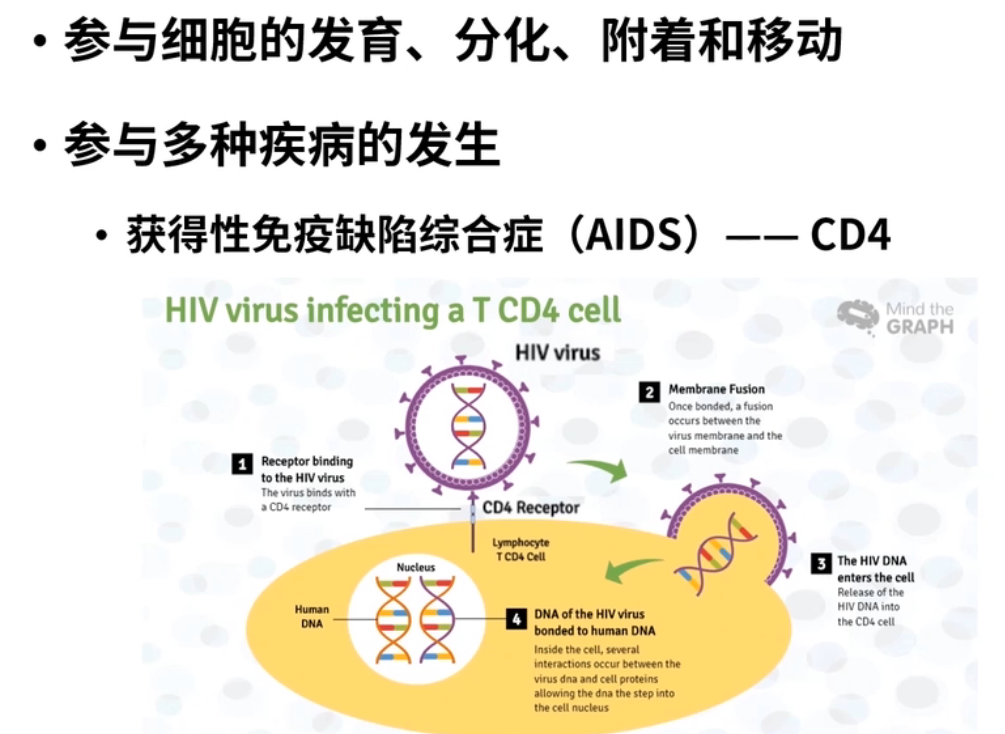 • 参与细胞的发育、分化、附着和移动
• 参与多种疾病的发生
• 获得性免疫缺陷综合症（AIDS）—— CD4
HIV virus infecting a T CD4 cell
Mind the
GRAPH
HIV virus
2 Membrane Fusion
Once bonded, a fusion
occurs between the
virus membrane and the
cell membrane
1 Receptor binding
to the HIV virus
The virus binds with
a CD4 receptor
CD4 Receptor
Lymphocyte
T CD4 Cell
3 The HIV DNA
enters the cell
Release of the
HIV DNA into
the CD4 cell
Nucleus
Human
DNA
4 DNA of the HIV virus
bonded to human DNA
Inside the cell, several
interactions occur between the
virus dna and cell proteins
allowing the dna the step into
the cell nucleus